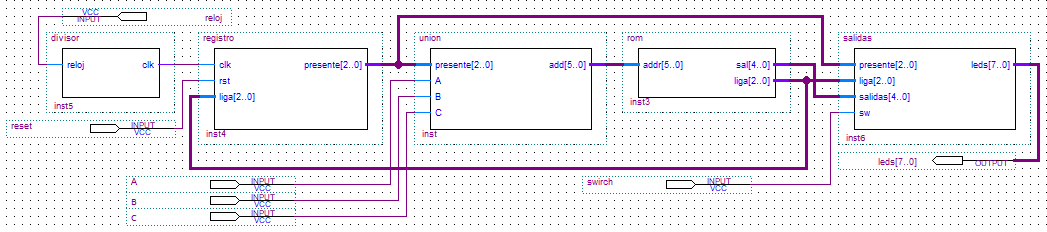 VCC
INPUT
reloj
divisor
reloj
clk
inst5
registro
clk
rst
liga[2..0]
presente[2..0]
inst4
union
presente[2..0]
A
B
C
add[5..0]
inst
rom
addr[5..0]
sal[4..0]
liga[2..0]
inst3
salidas
presente[2..0]
liga[2..0]
salidas[4..0]
sw
leds[7..0]
inst6
reset
INPUT
VCC
leds[7..0]
OUTPUT
A
INPUT
VCC
B
INPUT
VCC
C
INPUT
VCC
swirch
INPUT
VCC